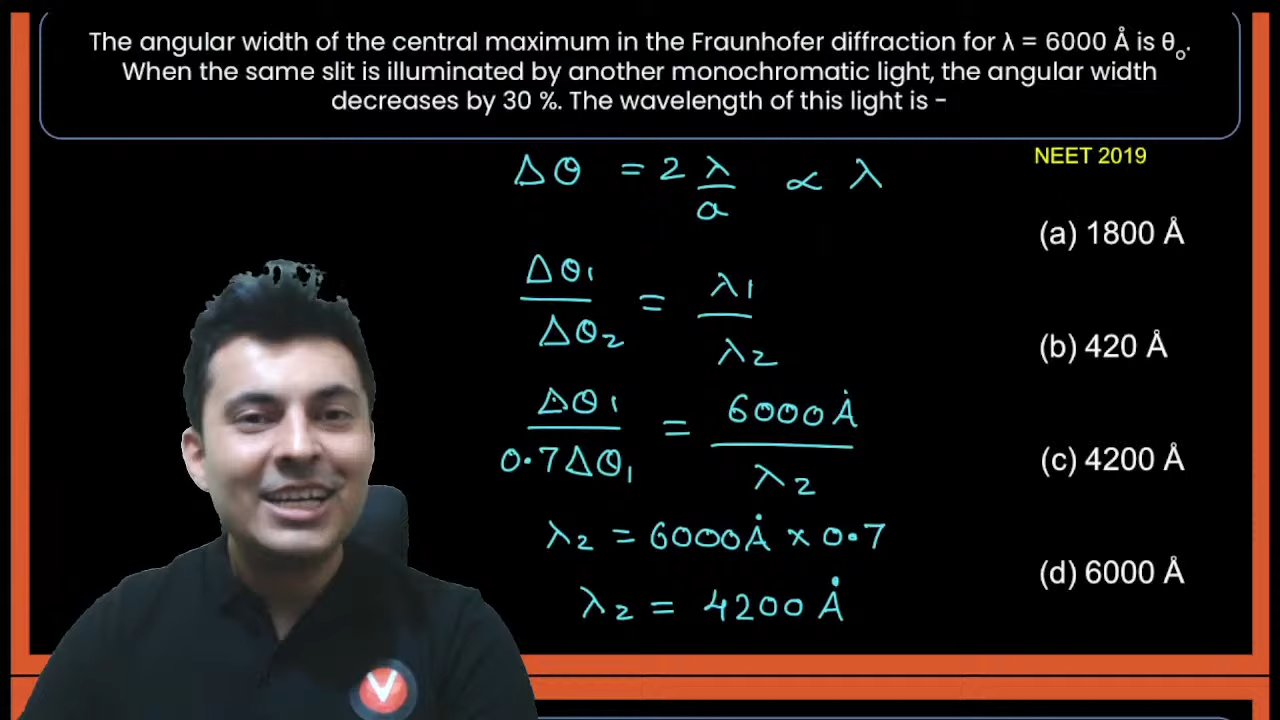 The angular width of the central maximum in the Fraunhofer diffraction for λ = 6000 Å is θ₀.
When the same slit is illuminated by another monochromatic light, the angular width
decreases by 30 %. The wavelength of this light is -
NEET 2019
Δθ = 2 λ/a ∝ λ
Δθ₁/Δθ₂ = λ₁/λ₂
Δθ₁/0.7Δθ₁ = 6000Å/λ₂
λ₂ = 6000Å × 0.7
λ₂ = 4200 Å
(a) 1800 Å
(b) 420 Å
(c) 4200 Å
(d) 6000 Å
V